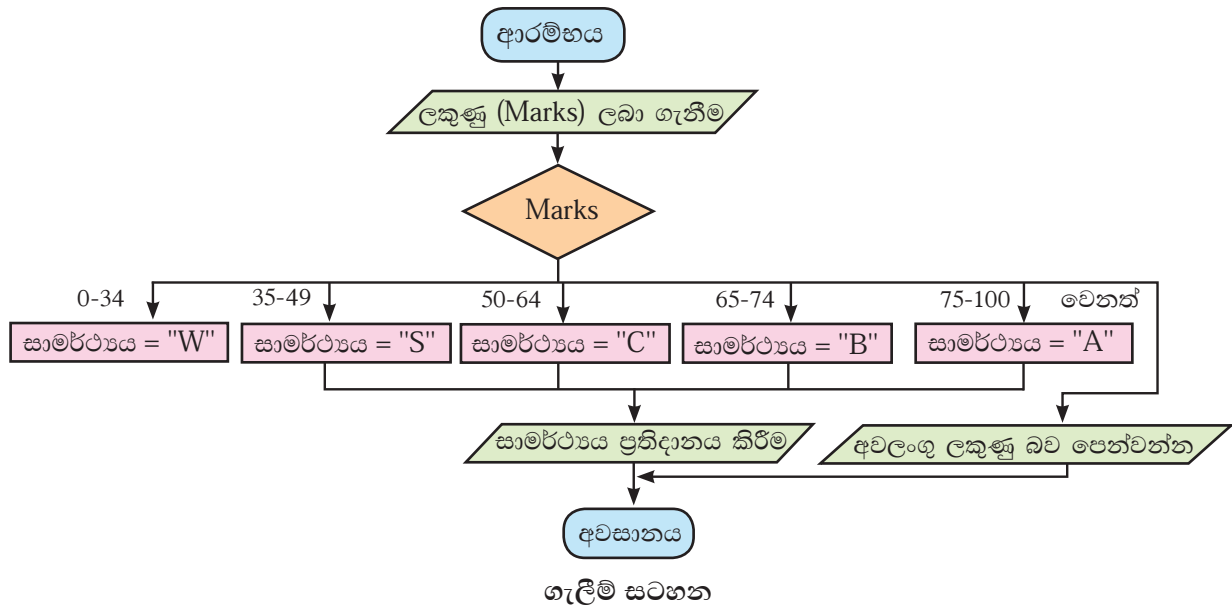 ආරම්භය
ලකුණු (Marks) ලබා ගැනීම
Marks
0-34 35-49 50-64 65-74 75-100 වෙනත්
සාමර්ථ්‍යය = "W" සාමර්ථ්‍යය = "S" සාමර්ථ්‍යය = "C" සාමර්ථ්‍යය = "B" සාමර්ථ්‍යය = "A"
සාමර්ථ්‍යය ප්‍රතිදානය කිරීම අවලංගු ලකුණු බව පෙන්වන්න
අවසානය
ගැලීම් සටහන